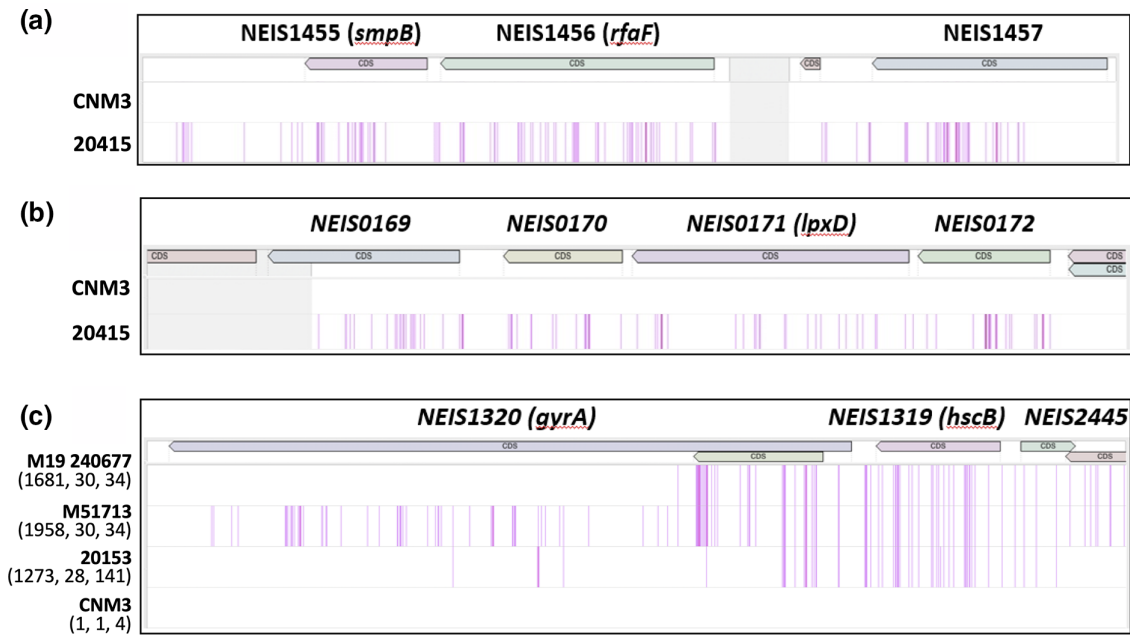 (a)
NEIS1455 (smpB) NEIS1456 (rfaF) NEIS1457
CDS CDS CDS CDS
CNM3
20415
(b)
NEIS0169 NEIS0170 NEIS0171 (lpxD) NEIS0172
CDS CDS CDS CDS CDS CDS
CDS
CNM3
20415
(c)
NEIS1320 (gyrA) NEIS1319 (hscB) NEIS2445
CDS CDS CDS
CDS CDS
M19 240677
(1681, 30, 34)
M51713
(1958, 30, 34)
20153
(1273, 28, 141)
CNM3
(1, 1, 4)